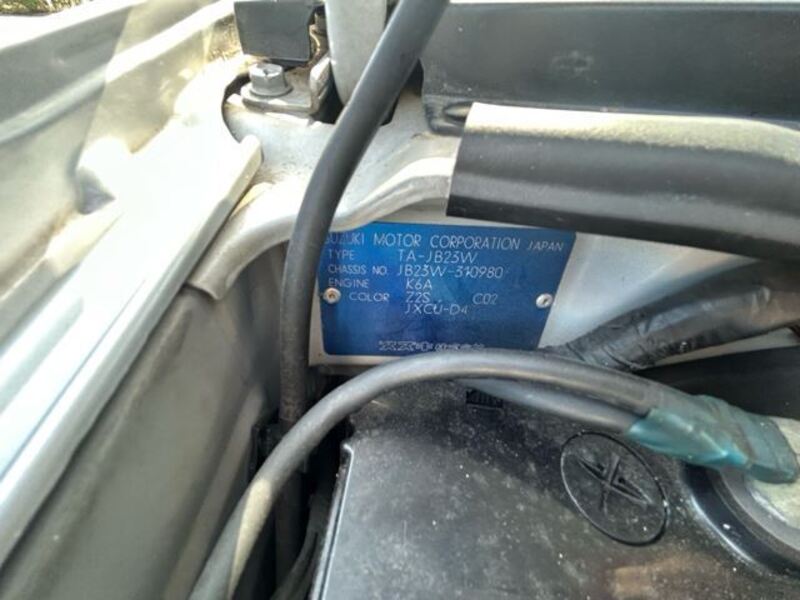 SUZUKI MOTOR CORPORATION JAPAN
TYPE TA-JB23W
CHASSIS NO. JB23W-310980
ENGINE K6A
COLOR Z2S C02
JXCU-D4